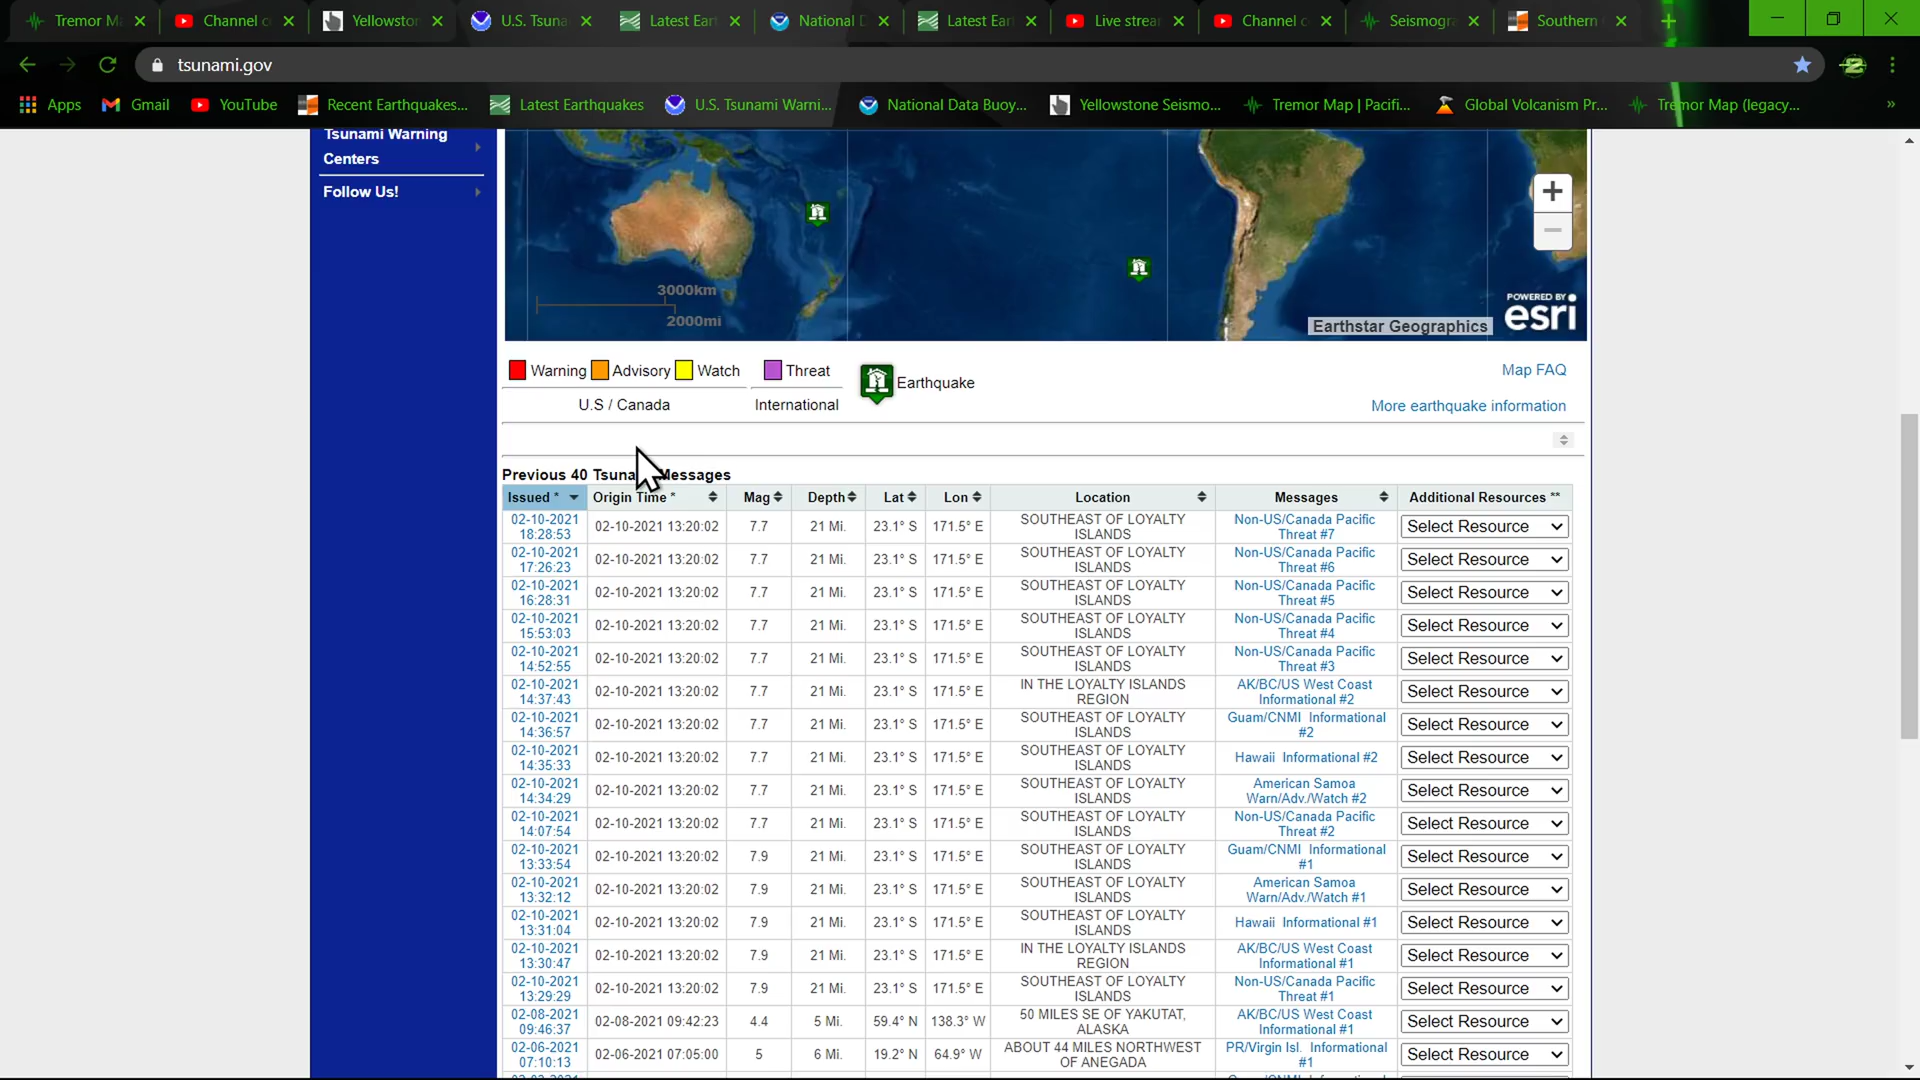 Tremor M
Channel c
Yellowston
U.S. Tsuna
Latest Ear
National D
Latest Ear
Live strea
Channel c
Seismogra
Southern
tsunami.gov
Apps
Gmail
YouTube
Recent Earthquakes...
Latest Earthquakes
U.S. Tsunami Warni...
National Data Buoy...
Yellowstone Seismo...
Tremor Map | Pacifi...
Global Volcanism Pr...
Tremor Map (legacy...
»
Tsunami Warning
Centers
Follow Us!
3000km
2000mi
Earthstar Geographics
POWERED BY
esri
Warning
Advisory
Watch
Threat
Earthquake
Map FAQ
U.S / Canada
International
More earthquake information
Previous 40 Tsuna Messages
Issued * Origin Time * Mag Depth Lat Lon Location Messages Additional Resources **
02-10-2021 18:28:53 02-10-2021 13:20:02 7.7 21 Mi. 23.1° S 171.5° E SOUTHEAST OF LOYALTY ISLANDS Non-US/Canada Pacific Threat #7 Select Resource
02-10-2021 17:26:23 02-10-2021 13:20:02 7.7 21 Mi. 23.1° S 171.5° E SOUTHEAST OF LOYALTY ISLANDS Non-US/Canada Pacific Threat #6 Select Resource
02-10-2021 16:28:31 02-10-2021 13:20:02 7.7 21 Mi. 23.1° S 171.5° E SOUTHEAST OF LOYALTY ISLANDS Non-US/Canada Pacific Threat #5 Select Resource
02-10-2021 15:53:03 02-10-2021 13:20:02 7.7 21 Mi. 23.1° S 171.5° E SOUTHEAST OF LOYALTY ISLANDS Non-US/Canada Pacific Threat #4 Select Resource
02-10-2021 14:52:55 02-10-2021 13:20:02 7.7 21 Mi. 23.1° S 171.5° E SOUTHEAST OF LOYALTY ISLANDS Non-US/Canada Pacific Threat #3 Select Resource
02-10-2021 14:37:43 02-10-2021 13:20:02 7.7 21 Mi. 23.1° S 171.5° E IN THE LOYALTY ISLANDS REGION AK/BC/US West Coast Informational #2 Select Resource
02-10-2021 14:36:57 02-10-2021 13:20:02 7.7 21 Mi. 23.1° S 171.5° E SOUTHEAST OF LOYALTY ISLANDS Guam/CNMI Informational #2 Select Resource
02-10-2021 14:35:33 02-10-2021 13:20:02 7.7 21 Mi. 23.1° S 171.5° E SOUTHEAST OF LOYALTY ISLANDS Hawaii Informational #2 Select Resource
02-10-2021 14:34:29 02-10-2021 13:20:02 7.7 21 Mi. 23.1° S 171.5° E SOUTHEAST OF LOYALTY ISLANDS American Samoa Warn/Adv./Watch #2 Select Resource
02-10-2021 14:07:54 02-10-2021 13:20:02 7.7 21 Mi. 23.1° S 171.5° E SOUTHEAST OF LOYALTY ISLANDS Non-US/Canada Pacific Threat #2 Select Resource
02-10-2021 13:33:54 02-10-2021 13:20:02 7.9 21 Mi. 23.1° S 171.5° E SOUTHEAST OF LOYALTY ISLANDS Guam/CNMI Informational #1 Select Resource
02-10-2021 13:32:12 02-10-2021 13:20:02 7.9 21 Mi. 23.1° S 171.5° E SOUTHEAST OF LOYALTY ISLANDS American Samoa Warn/Adv./Watch #1 Select Resource
02-10-2021 13:31:04 02-10-2021 13:20:02 7.9 21 Mi. 23.1° S 171.5° E SOUTHEAST OF LOYALTY ISLANDS Hawaii Informational #1 Select Resource
02-10-2021 13:30:47 02-10-2021 13:20:02 7.9 21 Mi. 23.1° S 171.5° E IN THE LOYALTY ISLANDS REGION AK/BC/US West Coast Informational #1 Select Resource
02-10-2021 13:29:29 02-10-2021 13:20:02 7.9 21 Mi. 23.1° S 171.5° E SOUTHEAST OF LOYALTY ISLANDS Non-US/Canada Pacific Threat #1 Select Resource
02-08-2021 09:46:37 02-08-2021 09:42:23 4.4 5 Mi. 59.4° N 138.3° W 50 MILES SE OF YAKUTAT, ALASKA AK/BC/US West Coast Informational #1 Select Resource
02-06-2021 07:10:13 02-06-2021 07:05:00 5 6 Mi. 19.2° N 64.9° W ABOUT 44 MILES NORTHWEST OF ANEGADA PR/Virgin Isl. Informational #1 Select Resource